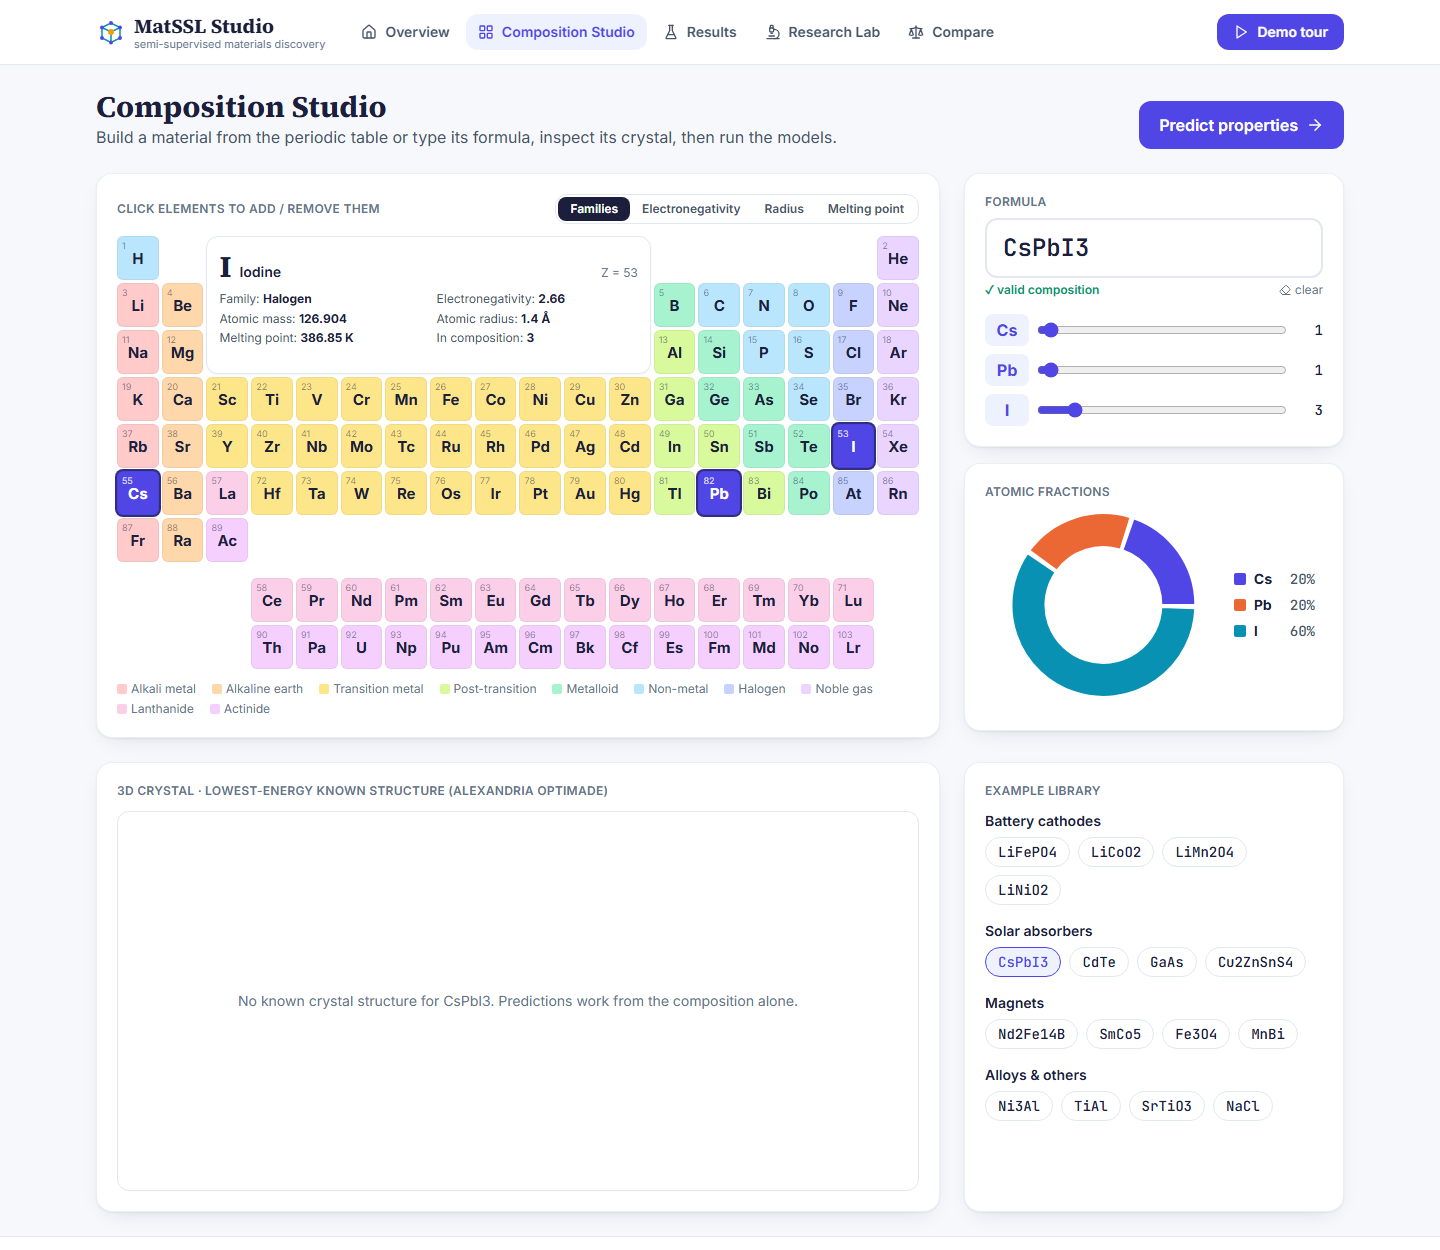 MatSSL Studio
semi-supervised materials discovery
Overview
Composition Studio
Results
Research Lab
Compare
Demo tour
Composition Studio
Build a material from the periodic table or type its formula, inspect its crystal, then run the models.
Predict properties
CLICK ELEMENTS TO ADD / REMOVE THEM
Families Electronegativity Radius Melting point
1 H
2 He
I Iodine Z = 53
Family: Halogen Electronegativity: 2.66
Atomic mass: 126.904 Atomic radius: 1.4 Å
Melting point: 386.85 K In composition: 3
3 Li 4 Be 5 B 6 C 7 N 8 O 9 F 10 Ne
11 Na 12 Mg 13 Al 14 Si 15 P 16 S 17 Cl 18 Ar
19 K 20 Ca 21 Sc 22 Ti 23 V 24 Cr 25 Mn 26 Fe 27 Co 28 Ni 29 Cu 30 Zn 31 Ga 32 Ge 33 As 34 Se 35 Br 36 Kr
37 Rb 38 Sr 39 Y 40 Zr 41 Nb 42 Mo 43 Tc 44 Ru 45 Rh 46 Pd 47 Ag 48 Cd 49 In 50 Sn 51 Sb 52 Te 53 I 54 Xe
55 Cs 56 Ba 57 La 72 Hf 73 Ta 74 W 75 Re 76 Os 77 Ir 78 Pt 79 Au 80 Hg 81 Tl 82 Pb 83 Bi 84 Po 85 At 86 Rn
87 Fr 88 Ra 89 Ac
58 Ce 59 Pr 60 Nd 61 Pm 62 Sm 63 Eu 64 Gd 65 Tb 66 Dy 67 Ho 68 Er 69 Tm 70 Yb 71 Lu
90 Th 91 Pa 92 U 93 Np 94 Pu 95 Am 96 Cm 97 Bk 98 Cf 99 Es 100 Fm 101 Md 102 No 103 Lr
Alkali metal Alkaline earth Transition metal Post-transition Metalloid Non-metal Halogen Noble gas
Lanthanide Actinide
FORMULA
CsPbI3
✓ valid composition clear
Cs 1
Pb 1
I 3
ATOMIC FRACTIONS
Cs 20%
Pb 20%
I 60%
3D CRYSTAL · LOWEST-ENERGY KNOWN STRUCTURE (ALEXANDRIA OPTIMADE)
No known crystal structure for CsPbI3. Predictions work from the composition alone.
EXAMPLE LIBRARY
Battery cathodes
LiFePO4 LiCoO2 LiMn2O4
LiNiO2
Solar absorbers
CsPbI3 CdTe GaAs Cu2ZnSnS4
Magnets
Nd2Fe14B SmCo5 Fe3O4 MnBi
Alloys & others
Ni3Al TiAl SrTiO3 NaCl